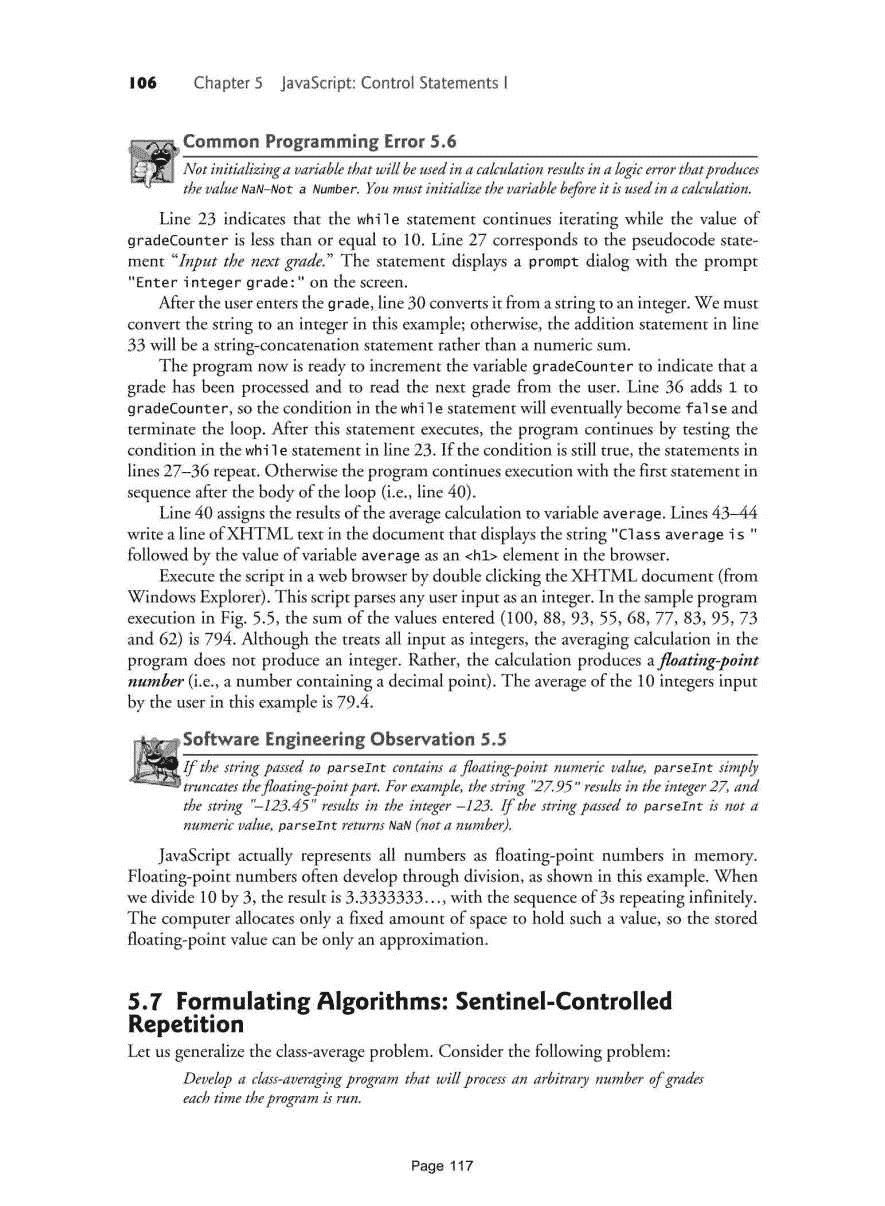 106 Chapter 5 JavaScript: Control Statements I
Common Programming Error 5.6
Not initializing a variable that will be used in a calculation results in a logic error that produces
the value NaN–Not a Number. You must initialize the variable before it is used in a calculation.
Line 23 indicates that the while statement continues iterating while the value of
gradeCounter is less than or equal to 10. Line 27 corresponds to the pseudocode state-
ment “Input the next grade.” The statement displays a prompt dialog with the prompt
"Enter integer grade:" on the screen.
After the user enters the grade, line 30 converts it from a string to an integer. We must
convert the string to an integer in this example; otherwise, the addition statement in line
33 will be a string-concatenation statement rather than a numeric sum.
The program now is ready to increment the variable gradeCounter to indicate that a
grade has been processed and to read the next grade from the user. Line 36 adds 1 to
gradeCounter, so the condition in the while statement will eventually become false and
terminate the loop. After this statement executes, the program continues by testing the
condition in the while statement in line 23. If the condition is still true, the statements in
lines 27–36 repeat. Otherwise the program continues execution with the first statement in
sequence after the body of the loop (i.e., line 40).
Line 40 assigns the results of the average calculation to variable average. Lines 43–44
write a line of XHTML text in the document that displays the string "Class average is "
followed by the value of variable average as an <h1> element in the browser.
Execute the script in a web browser by double clicking the XHTML document (from
Windows Explorer). This script parses any user input as an integer. In the sample program
execution in Fig. 5.5, the sum of the values entered (100, 88, 93, 55, 68, 77, 83, 95, 73
and 62) is 794. Although the treats all input as integers, the averaging calculation in the
program does not produce an integer. Rather, the calculation produces a floating-point
number (i.e., a number containing a decimal point). The average of the 10 integers input
by the user in this example is 79.4.
Software Engineering Observation 5.5
If the string passed to parseInt contains a floating-point numeric value, parseInt simply
truncates the floating-point part. For example, the string "27.95" results in the integer 27, and
the string "–123.45" results in the integer –123. If the string passed to parseInt is not a
numeric value, parseInt returns NaN (not a number).
JavaScript actually represents all numbers as floating-point numbers in memory.
Floating-point numbers often develop through division, as shown in this example. When
we divide 10 by 3, the result is 3.3333333…, with the sequence of 3s repeating infinitely.
The computer allocates only a fixed amount of space to hold such a value, so the stored
floating-point value can be only an approximation.
5.7 Formulating Algorithms: Sentinel-Controlled
Repetition
Let us generalize the class-average problem. Consider the following problem:
Develop a class-averaging program that will process an arbitrary number of grades
each time the program is run.
Page 117